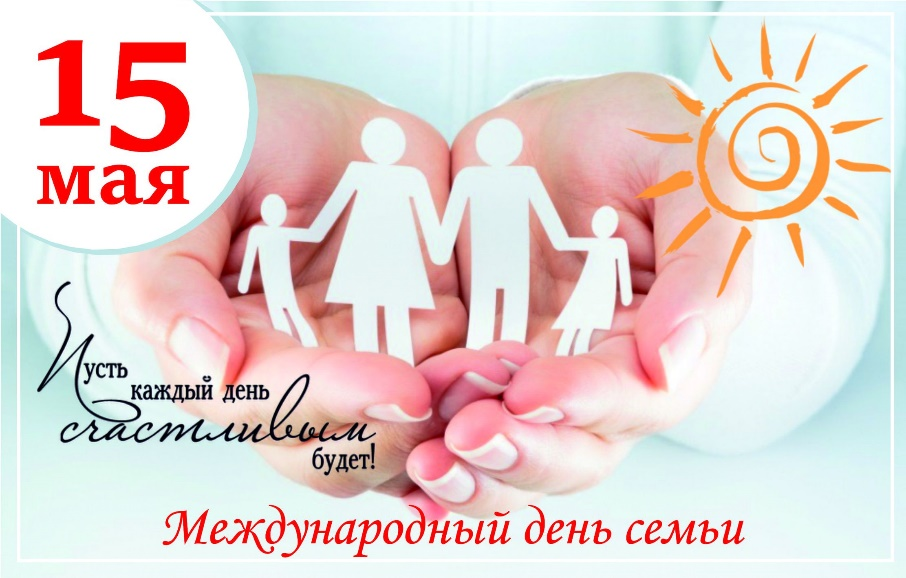 15
мая
Пусть
каждый день
счастливым
будет!
Международный день семьи